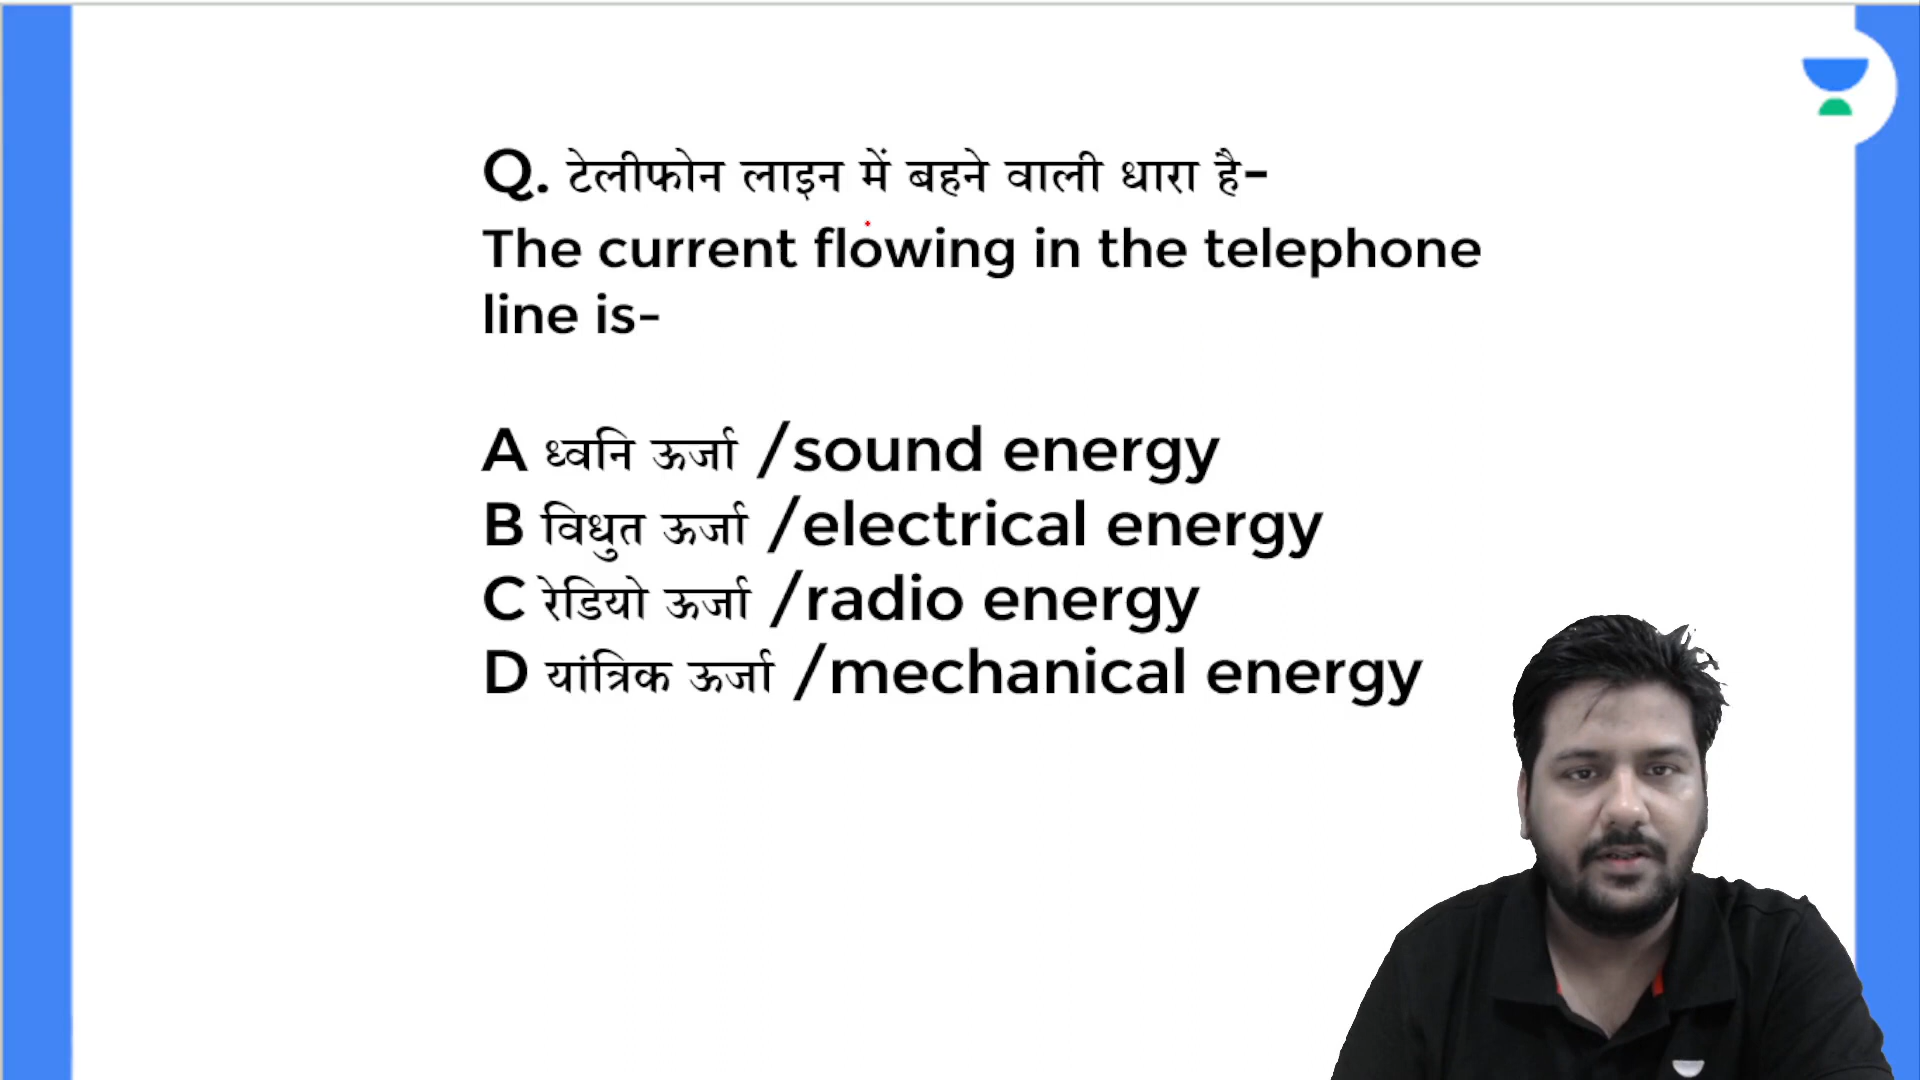 Q. टेलीफोन लाइन में बहने वाली धारा है-
The current flowing in the telephone
line is-
A ध्वनि ऊर्जा /sound energy
B विधुत ऊर्जा /electrical energy
C रेडियो ऊर्जा /radio energy
D यांत्रिक ऊर्जा /mechanical energy